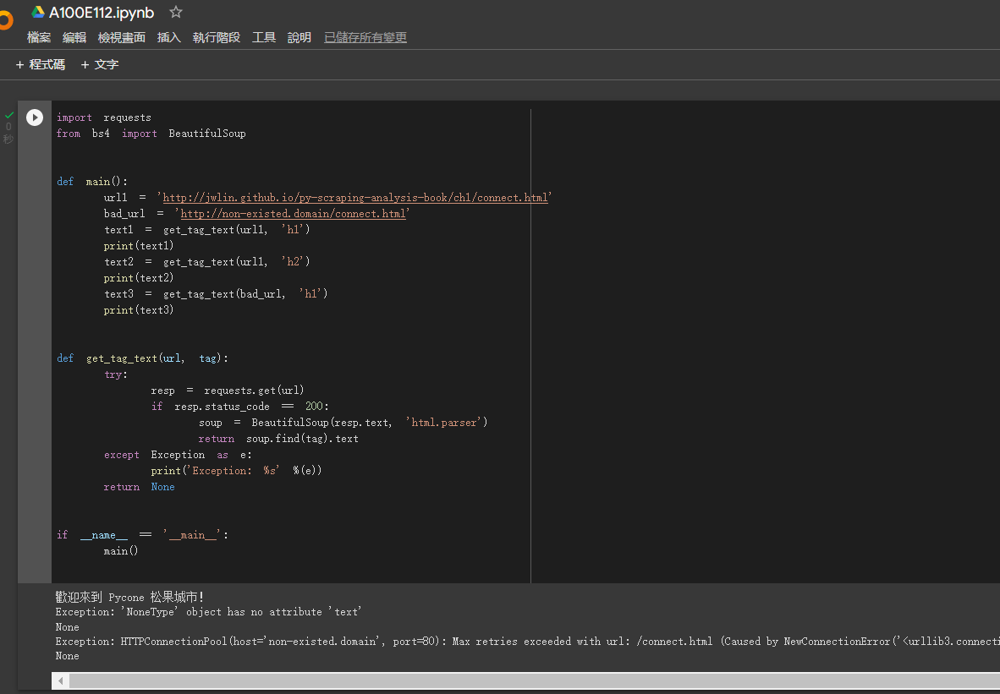 A100E112.ipynb
檔案 編輯 檢視畫面 插入 執行階段 工具 說明 已儲存所有變更
+ 程式碼 + 文字
0
秒
import requests
from bs4 import BeautifulSoup
def main():
url1 = 'http://jwlin.github.io/py-scraping-analysis-book/ch1/connect.html'
bad_url = 'http://non-existed.domain/connect.html'
text1 = get_tag_text(url1, 'h1')
print(text1)
text2 = get_tag_text(url1, 'h2')
print(text2)
text3 = get_tag_text(bad_url, 'h1')
print(text3)
def get_tag_text(url, tag):
try:
resp = requests.get(url)
if resp.status_code == 200:
soup = BeautifulSoup(resp.text, 'html.parser')
return soup.find(tag).text
except Exception as e:
print('Exception: %s' %(e))
return None
if __name__ == '__main__':
main()
歡迎來到 Pycone 松果城市!
Exception: 'NoneType' object has no attribute 'text'
None
Exception: HTTPConnectionPool(host='non-existed.domain', port=80): Max retries exceeded with url: /connect.html (Caused by NewConnectionError('<urllib3.connecti
None